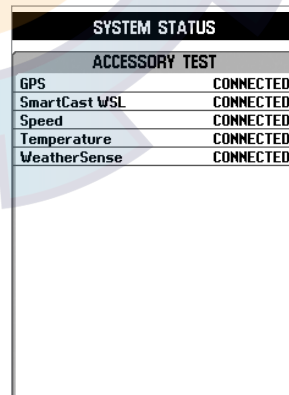 SYSTEM STATUS
ACCESSORY TEST
GPS CONNECTED
SmartCast WSL CONNECTED
Speed CONNECTED
Temperature CONNECTED
WeatherSense CONNECTED